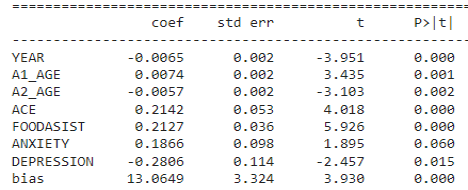 ==============================================
coef std err t P>|t|
----------------------------------------------
YEAR -0.0065 0.002 -3.951 0.000
A1_AGE 0.0074 0.002 3.435 0.001
A2_AGE -0.0057 0.002 -3.103 0.002
ACE 0.2142 0.053 4.018 0.000
FOODASIST 0.2127 0.036 5.926 0.000
ANXIETY 0.1866 0.098 1.895 0.060
DEPRESSION -0.2806 0.114 -2.457 0.015
bias 13.0649 3.324 3.930 0.000